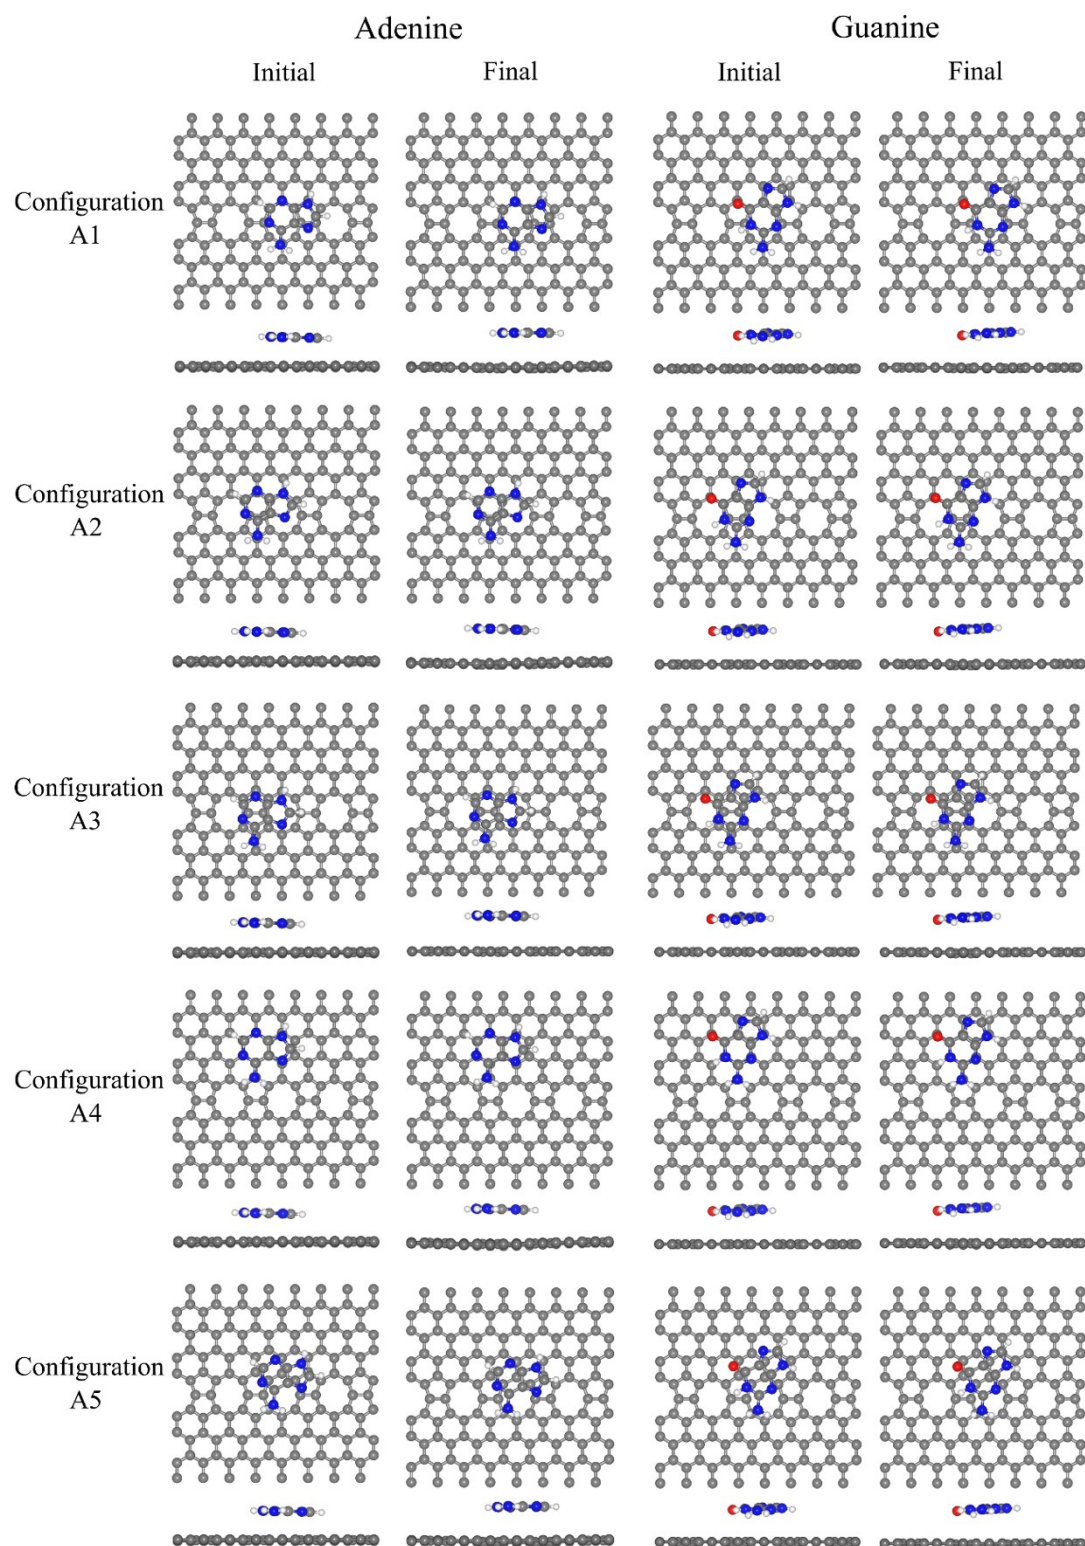 Adenine Guanine
Initial Final Initial Final
Configuration
A1
Configuration
A2
Configuration
A3
Configuration
A4
Configuration
A5